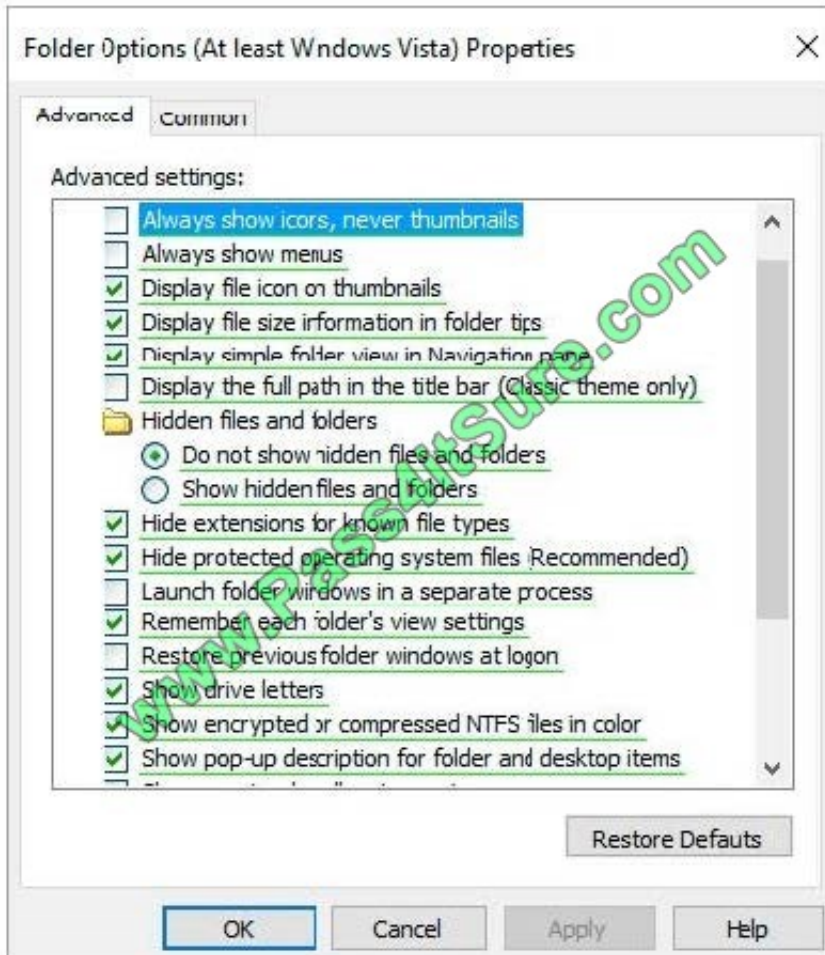 Folder Options (At least Windows Vista) Properties
Advanced
Common
Advanced settings:
Always show icons, never thumbnails
Always show menus
Display file icon on thumbnails
Display file size information in folder tips
Display simple folder view in Navigation pane
Display the full path in the title bar (Classic theme only)
Hidden files and folders
Do not show hidden files and folders
Show hidden files and folders
Hide extensions for known file types
Hide protected operating system files (Recommended)
Launch folder windows in a separate process
Remember each folder's view settings
Restore previous folder windows at logon
Show drive letters
Show encrypted or compressed NTFS files in color
Show pop-up description for folder and desktop items
www.Pass4itSure.com
Restore Defauts
OK
Cancel
Apply
Help